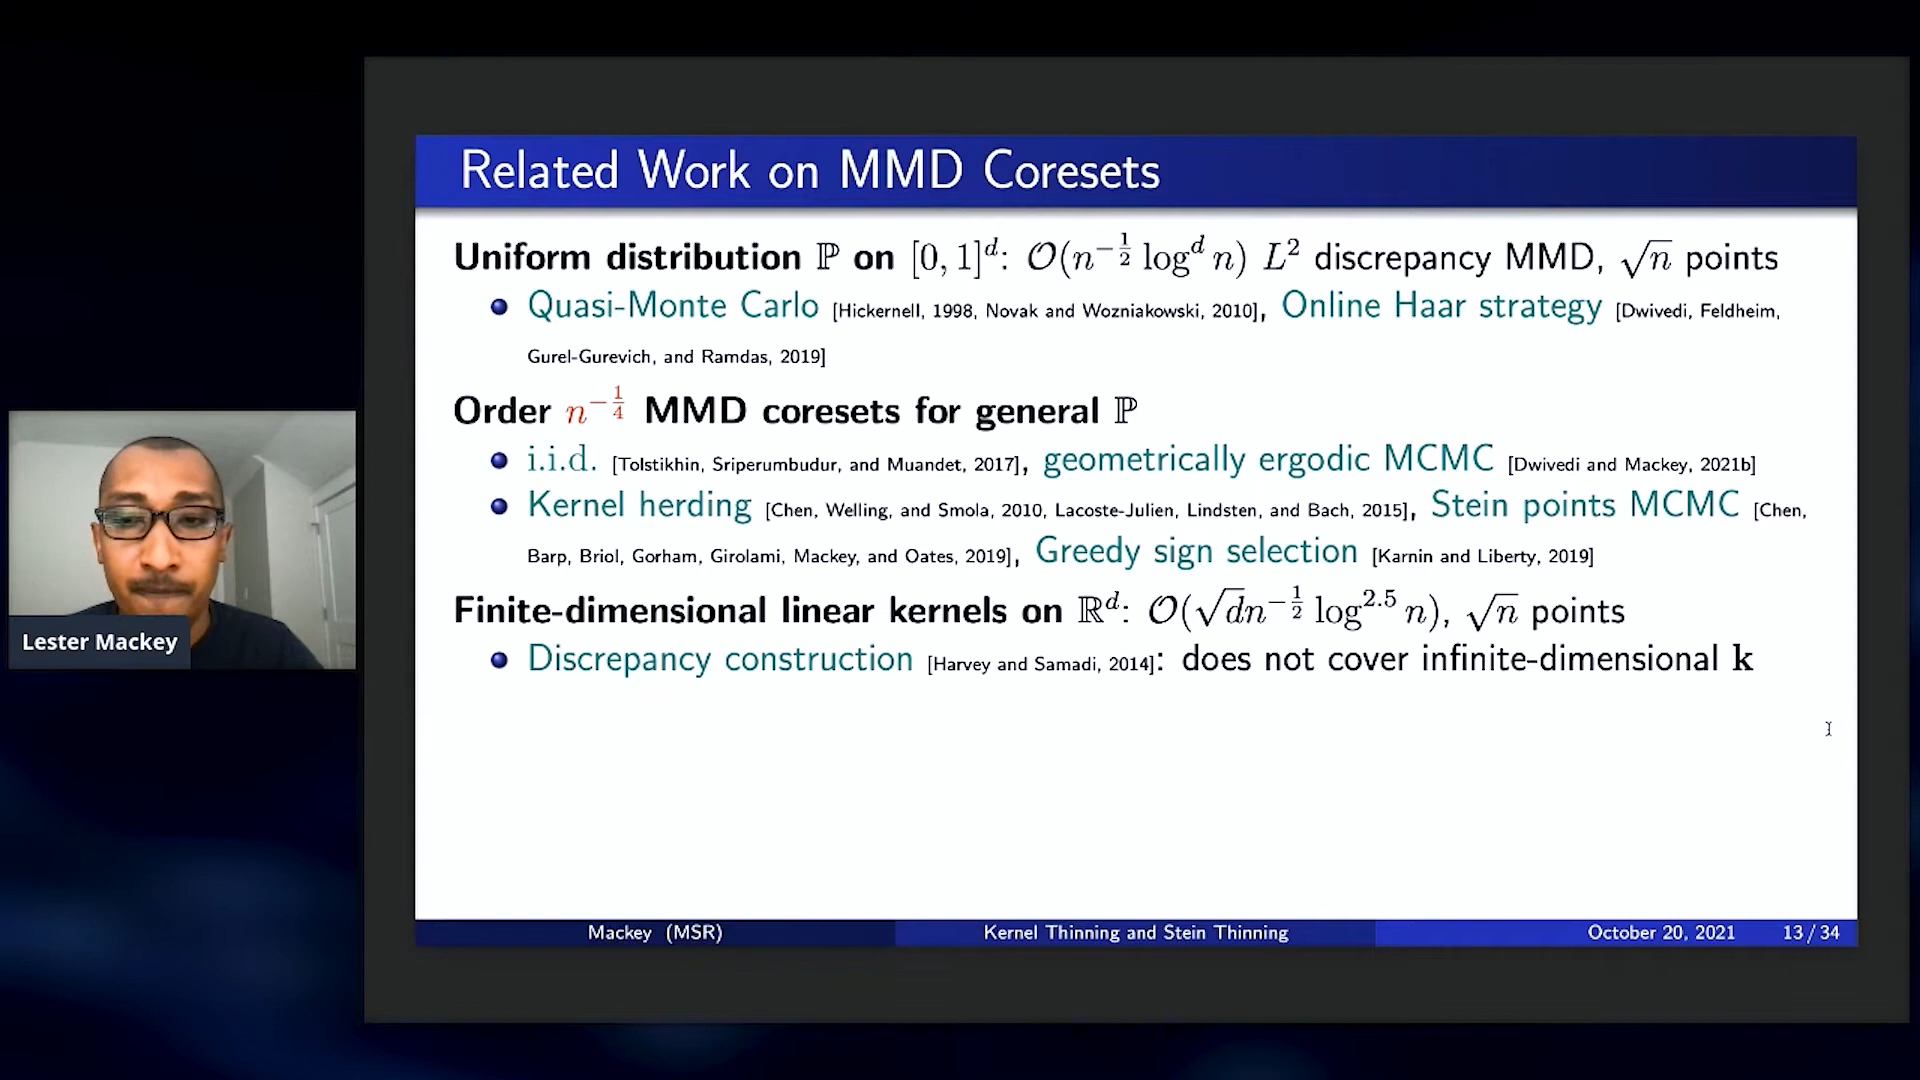 Related Work on MMD Coresets
Uniform distribution ℙ on [0, 1]^d: 𝒪(n^{-1/2} log^d n) L^2 discrepancy MMD, √n points
Quasi-Monte Carlo [Hickernell, 1998, Novak and Wozniakowski, 2010], Online Haar strategy [Dwivedi, Feldheim,
Gurel-Gurevich, and Ramdas, 2019]
Order n^{-1/4} MMD coresets for general ℙ
i.i.d. [Tolstikhin, Sriperumbudur, and Muandet, 2017], geometrically ergodic MCMC [Dwivedi and Mackey, 2021b]
Kernel herding [Chen, Welling, and Smola, 2010, Lacoste-Julien, Lindsten, and Bach, 2015], Stein points MCMC [Chen,
Barp, Briol, Gorham, Girolami, Mackey, and Oates, 2019], Greedy sign selection [Karnin and Liberty, 2019]
Finite-dimensional linear kernels on ℝ^d: 𝒪(√d n^{-1/2} log^{2.5} n), √n points
Discrepancy construction [Harvey and Samadi, 2014]: does not cover infinite-dimensional k
Lester Mackey
Mackey (MSR)
Kernel Thinning and Stein Thinning
October 20, 2021
13 / 34